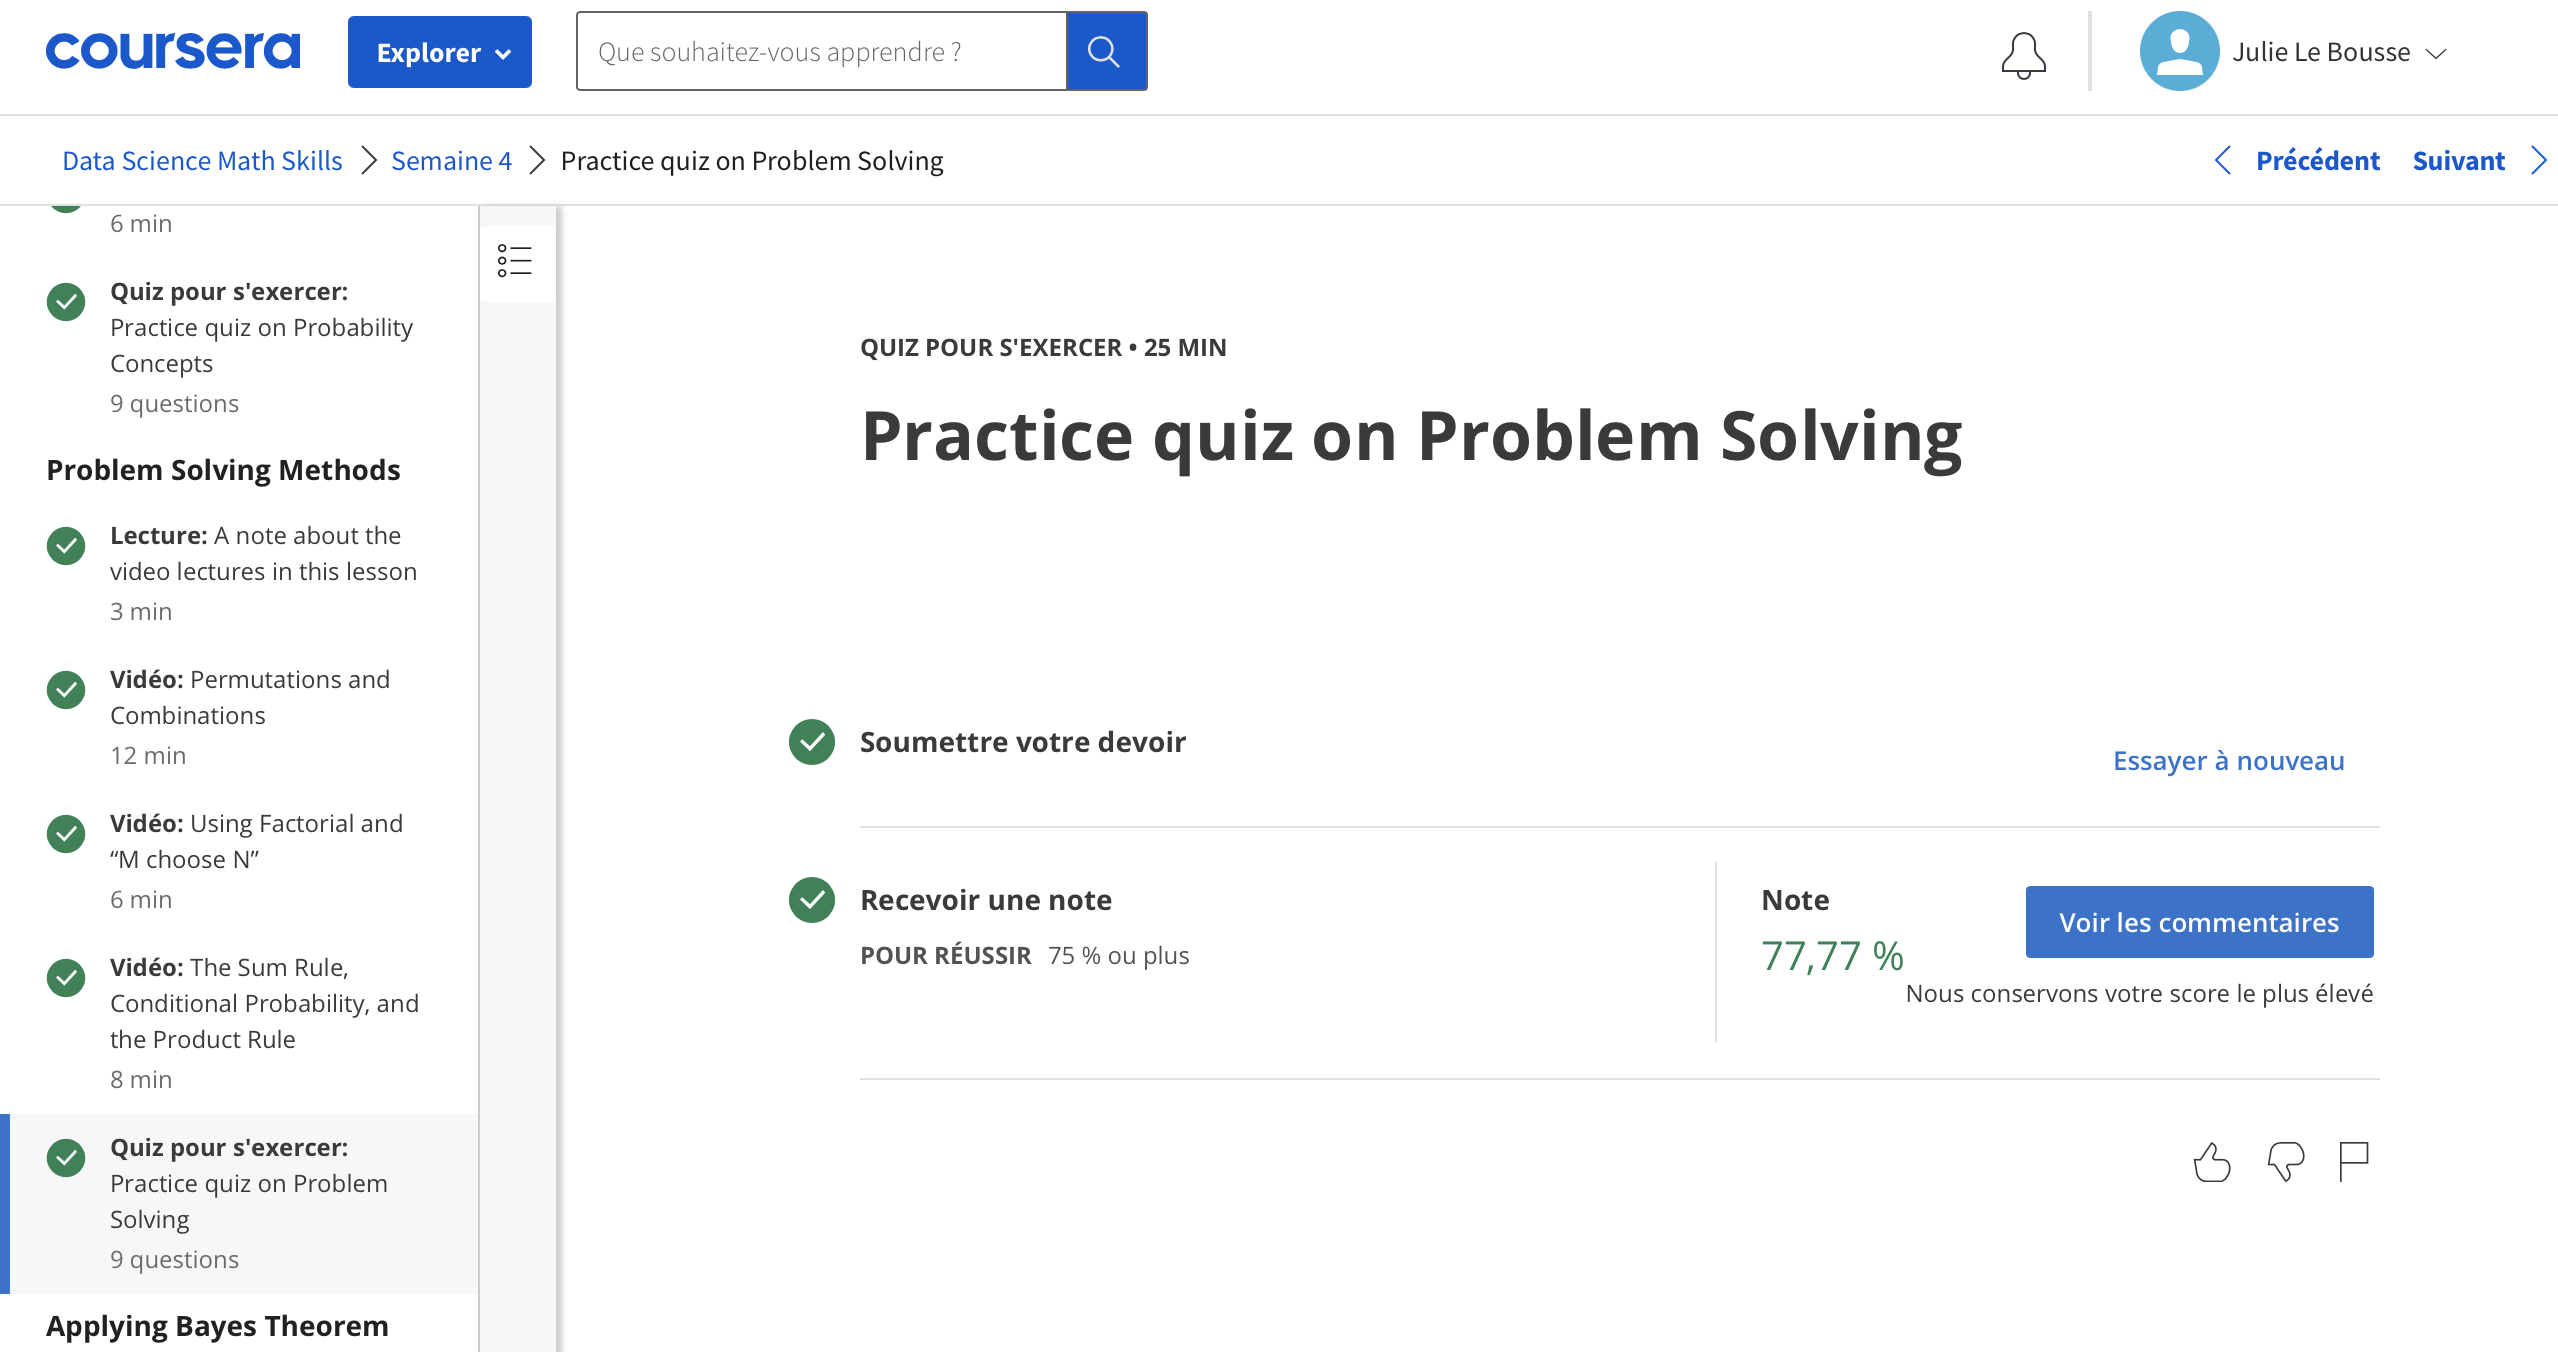 coursera
Explorer
Que souhaitez-vous apprendre ?
Julie Le Bousse
Data Science Math Skills
Semaine 4
Practice quiz on Problem Solving
Précédent
Suivant
6 min
Quiz pour s'exercer:
Practice quiz on Probability
Concepts
9 questions
Problem Solving Methods
Lecture: A note about the
video lectures in this lesson
3 min
Vidéo: Permutations and
Combinations
12 min
Vidéo: Using Factorial and
“M choose N”
6 min
Vidéo: The Sum Rule,
Conditional Probability, and
the Product Rule
8 min
Quiz pour s'exercer:
Practice quiz on Problem
Solving
9 questions
Applying Bayes Theorem
QUIZ POUR S'EXERCER • 25 MIN
Practice quiz on Problem Solving
Soumettre votre devoir
Essayer à nouveau
Recevoir une note
POUR RÉUSSIR 75 % ou plus
Note
77,77 %
Voir les commentaires
Nous conservons votre score le plus élevé